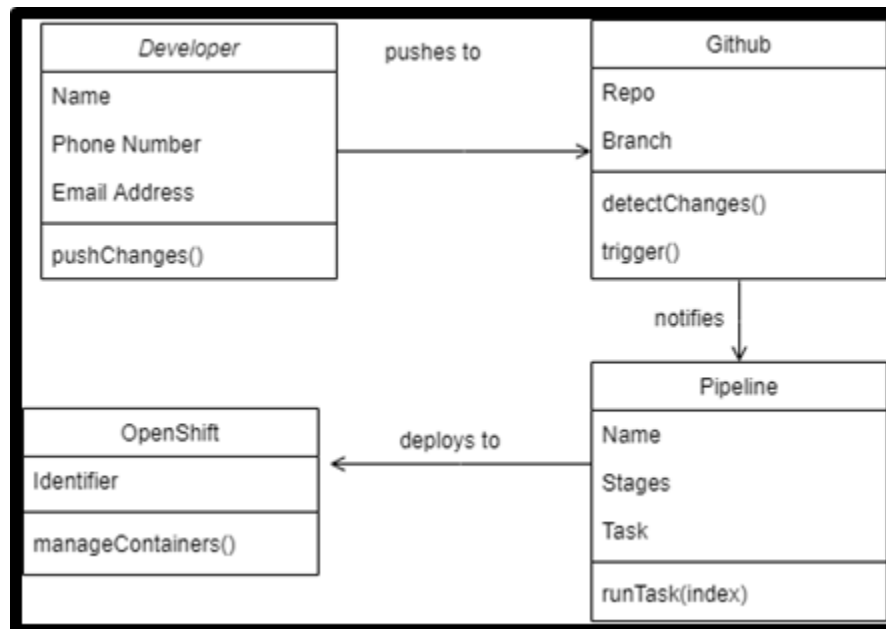 Developer
Name
Phone Number
Email Address
pushChanges()
pushes to
Github
Repo
Branch
detectChanges()
trigger()
notifies
Pipeline
Name
Stages
Task
runTask(index)
deploys to
OpenShift
Identifier
manageContainers()